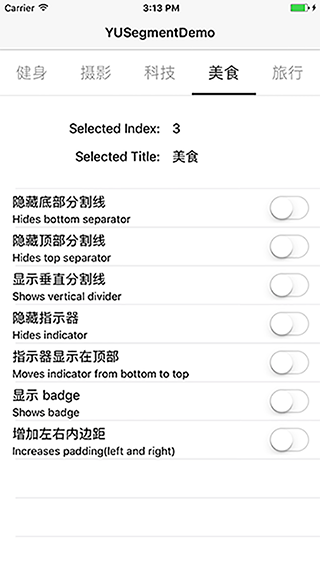 Carrier 3:13 PM
YUSegmentDemo
健身 摄影 科技 美食 旅行
Selected Index: 3
Selected Title: 美食
隐藏底部分割线
Hides bottom separator
隐藏顶部分割线
Hides top separator
显示垂直分割线
Shows vertical divider
隐藏指示器
Hides indicator
指示器显示在顶部
Moves indicator from bottom to top
显示 badge
Shows badge
增加左右内边距
Increases padding(left and right)